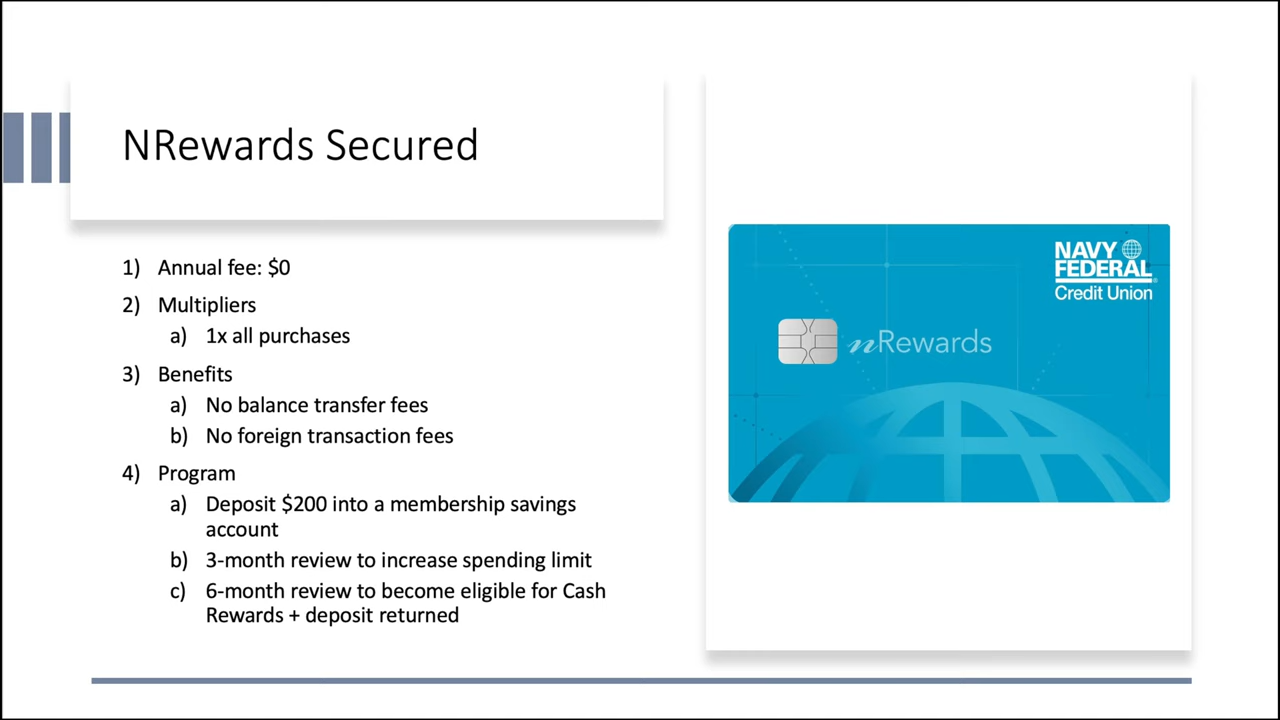 NRewards Secured
1) Annual fee: $0
2) Multipliers
a) 1x all purchases
3) Benefits
a) No balance transfer fees
b) No foreign transaction fees
4) Program
a) Deposit $200 into a membership savings
account
b) 3-month review to increase spending limit
c) 6-month review to become eligible for Cash
Rewards + deposit returned
NAVY
FEDERAL®
Credit Union
nRewards